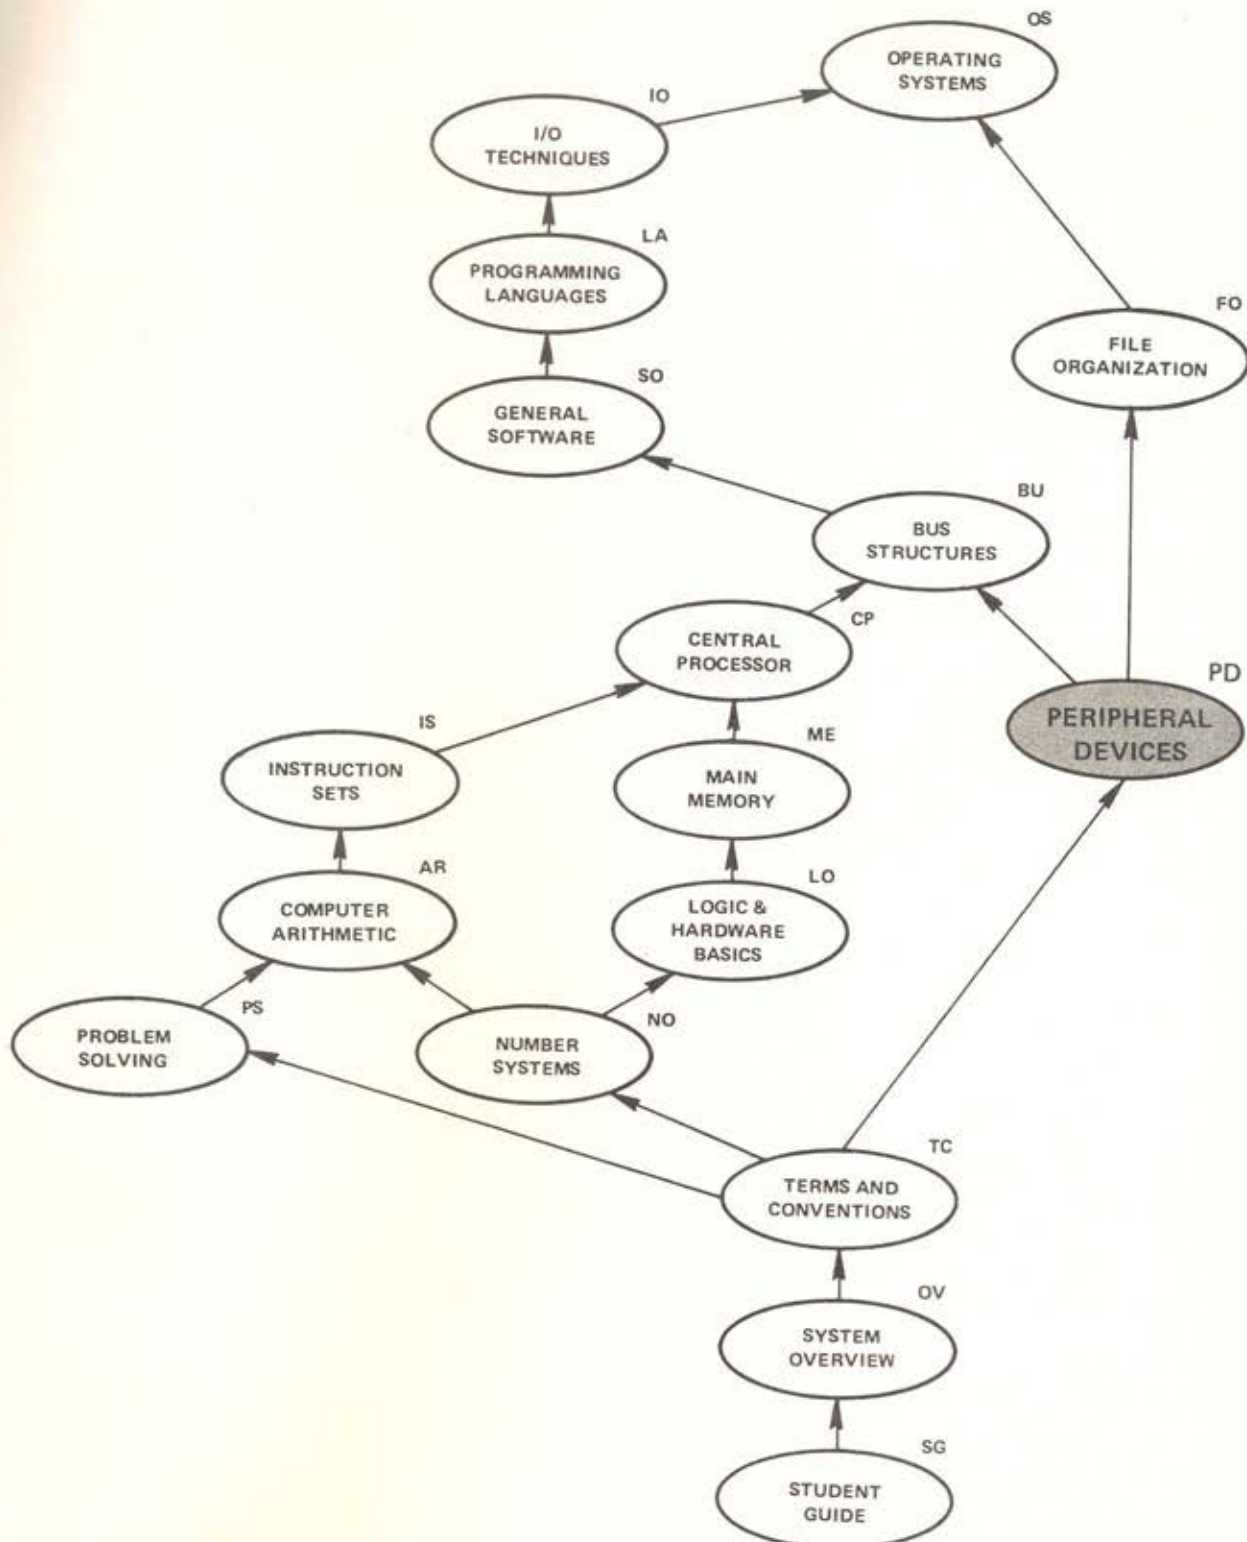 OS
OPERATING
SYSTEMS
IO
I/O
TECHNIQUES
LA
PROGRAMMING
LANGUAGES
FO
FILE
ORGANIZATION
SO
GENERAL
SOFTWARE
BU
BUS
STRUCTURES
CP
CENTRAL
PROCESSOR
PD
PERIPHERAL
DEVICES
IS
INSTRUCTION
SETS
ME
MAIN
MEMORY
AR
COMPUTER
ARITHMETIC
LO
LOGIC &
HARDWARE
BASICS
PS
PROBLEM
SOLVING
NO
NUMBER
SYSTEMS
TC
TERMS AND
CONVENTIONS
OV
SYSTEM
OVERVIEW
SG
STUDENT
GUIDE